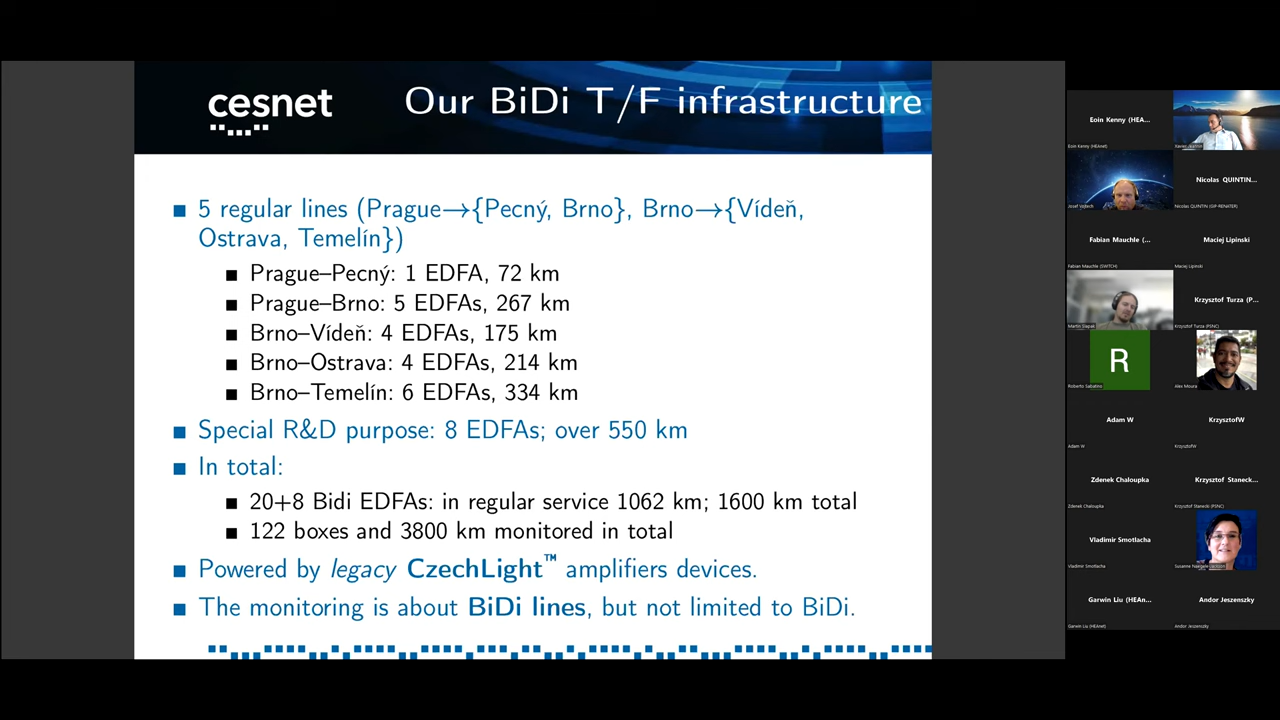 cesnet
Our BiDi T/F infrastructure
5 regular lines (Prague→{Pecný, Brno}, Brno→{Vídeň,
Ostrava, Temelín})
Prague–Pecný: 1 EDFA, 72 km
Prague–Brno: 5 EDFAs, 267 km
Brno–Vídeň: 4 EDFAs, 175 km
Brno–Ostrava: 4 EDFAs, 214 km
Brno–Temelín: 6 EDFAs, 334 km
Special R&D purpose: 8 EDFAs; over 550 km
In total:
20+8 Bidi EDFAs: in regular service 1062 km; 1600 km total
122 boxes and 3800 km monitored in total
Powered by legacy CzechLight™ amplifiers devices.
The monitoring is about BiDi lines, but not limited to BiDi.
Eoin Kenny (HEA...
Eoin Kenny (HEAnet)
Nicolas QUINTIN...
Josef Vojtech
Nicolas QUINTIN (GIP-RENATER)
Fabian Mauchle (...
Maciej Lipinski
Fabian Mauchle (SWITCH)
Maciej Lipinski
Krzysztof Turza (P...
Martin Slapak
Krzysztof Turza (PSNC)
R
Roberto Sabatino
Alex Moura
Adam W
KrzysztofW
Adam W
KrzysztofW
Zdenek Chaloupka
Krzysztof Staneck...
Zdenek Chaloupka
Krzysztof Stanecki (PSNC)
Vladimir Smotlacha
Vladimir Smotlacha
Garwin Liu (HEAn...
Andor Jeszenszky
Garwin Liu (HEAnet)
Andor Jeszenszky